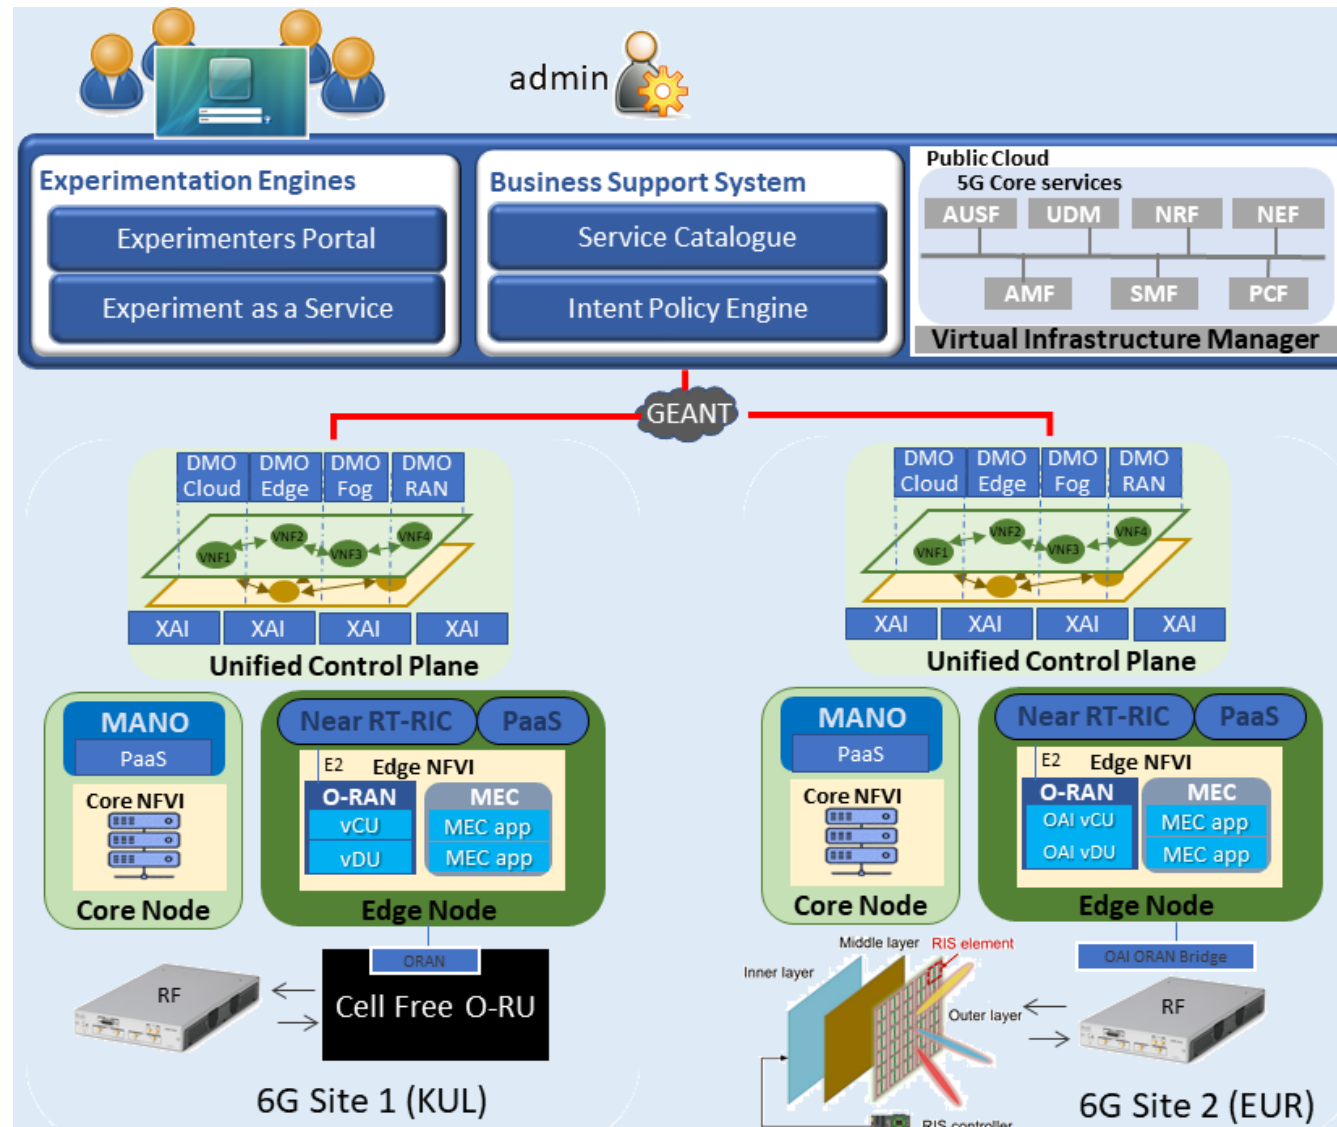 admin
Experimentation Engines
Experimenters Portal
Experiment as a Service
Business Support System
Service Catalogue
Intent Policy Engine
Public Cloud
5G Core services
AUSF UDM NRF NEF
AMF SMF PCF
Virtual Infrastructure Manager
GEANT
DMO Cloud
DMO Edge
DMO Fog
DMO RAN
VNF1
VNF2
VNF3
VNF4
XAI XAI XAI XAI
Unified Control Plane
MANO
PaaS
Core NFVI
Core Node
Near RT-RIC
PaaS
E2
Edge NFVI
O-RAN
vCU
vDU
MEC
MEC app
MEC app
Edge Node
ORAN
Cell Free O-RU
RF
6G Site 1 (KUL)
DMO Cloud
DMO Edge
DMO Fog
DMO RAN
VNF1
VNF2
VNF3
VNF4
XAI XAI XAI XAI
Unified Control Plane
MANO
PaaS
Core NFVI
Core Node
Near RT-RIC
PaaS
E2
Edge NFVI
O-RAN
OAI vCU
OAI vDU
MEC
MEC app
MEC app
Edge Node
OAI ORAN Bridge
RF
Inner layer
Middle layer
RIS element
Outer layer
RIS controller
6G Site 2 (EUR)